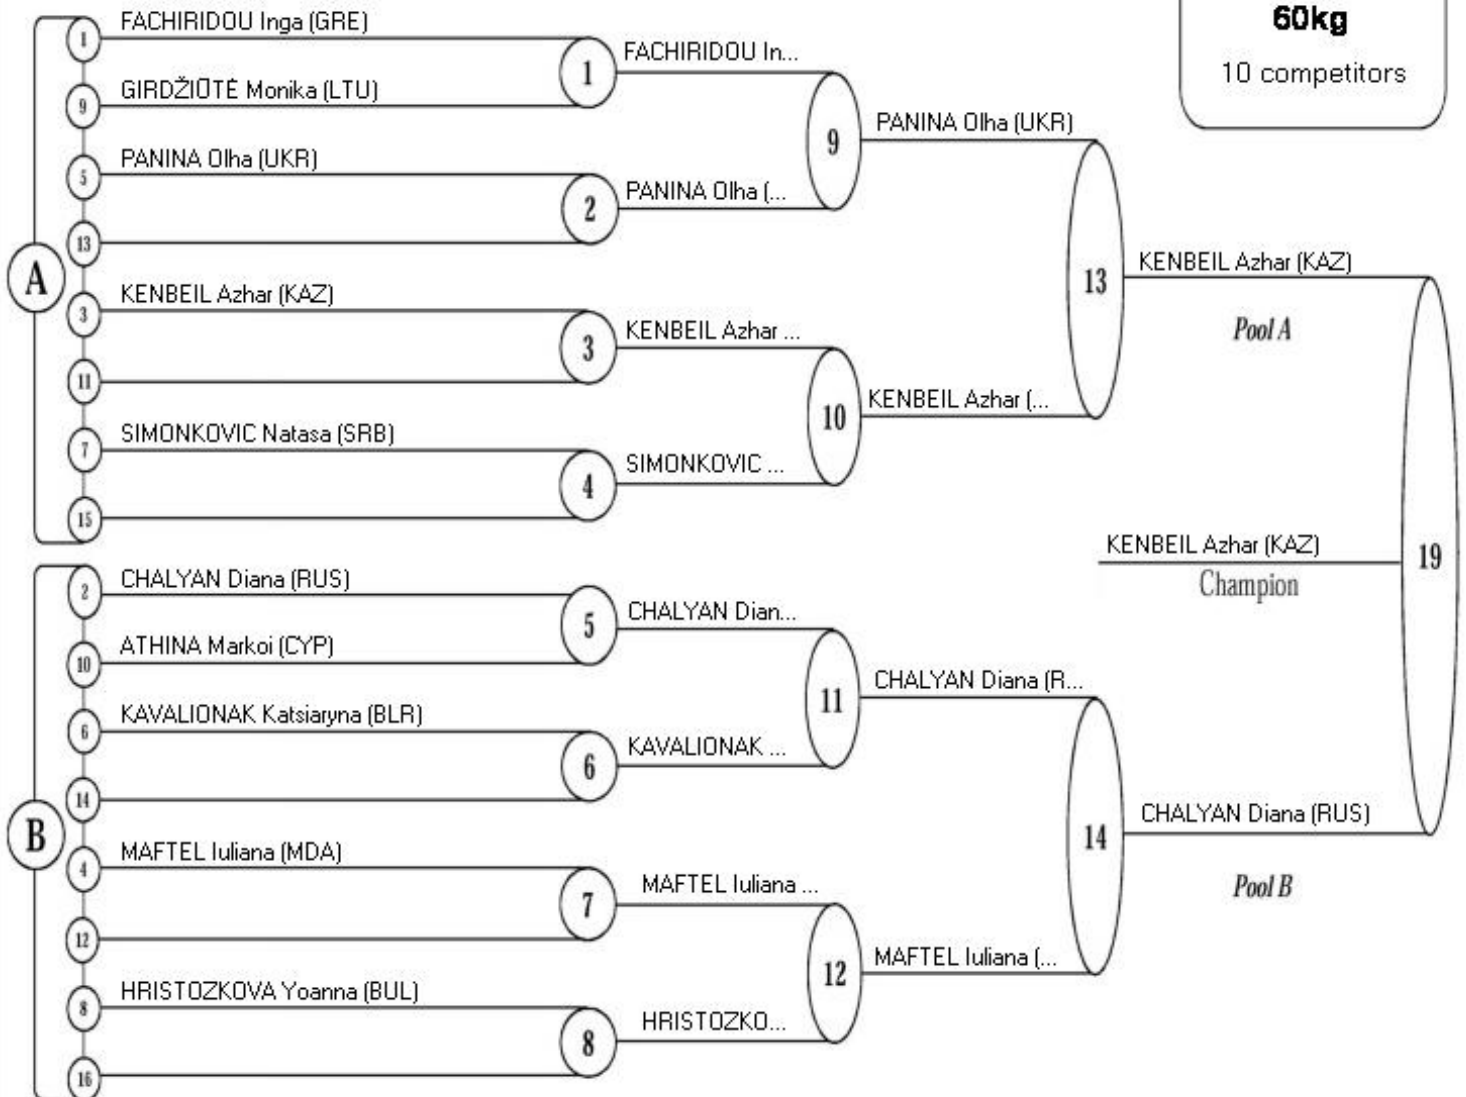 60kg
10 competitors
A
1
FACHIRIDOU Inga (GRE)
9
GIRDŽIŪTĖ Monika (LTU)
5
PANINA Olha (UKR)
13
3
KENBEIL Azhar (KAZ)
11
7
SIMONKOVIC Natasa (SRB)
15
1
2
3
4
FACHIRIDOU In...
PANINA Olha (...
KENBEIL Azhar ...
SIMONKOVIC ...
9
10
PANINA Olha (UKR)
KENBEIL Azhar (...
13
KENBEIL Azhar (KAZ)
Pool A
B
2
CHALYAN Diana (RUS)
10
ATHINA Markoi (CYP)
6
KAVALIONAK Katsiaryna (BLR)
14
4
MAFTEL Iuliana (MDA)
12
8
HRISTOZKOVA Yoanna (BUL)
16
5
6
7
8
CHALYAN Dian...
KAVALIONAK ...
MAFTEL Iuliana ...
HRISTOZKO...
11
12
CHALYAN Diana (R...
MAFTEL Iuliana (...
14
CHALYAN Diana (RUS)
Pool B
19
KENBEIL Azhar (KAZ)
Champion